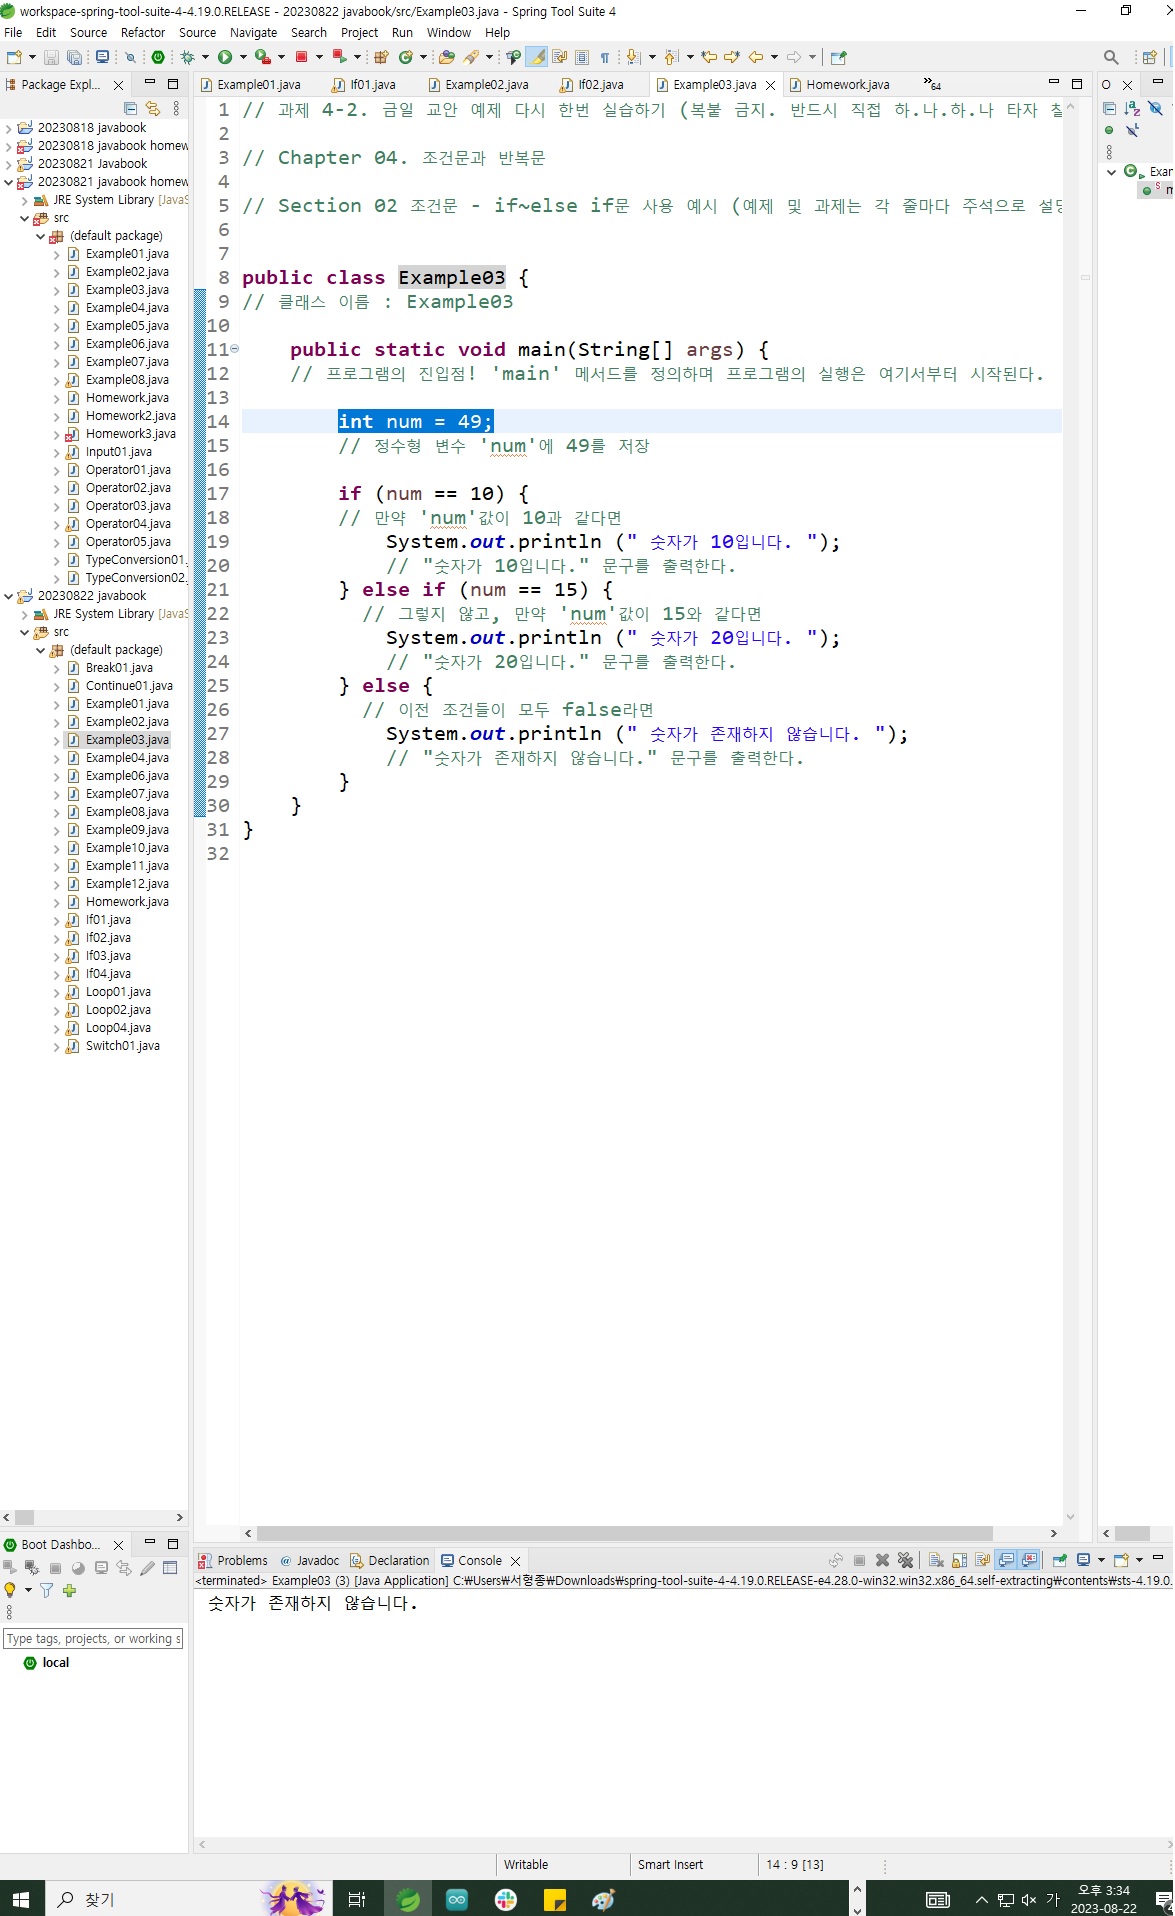 workspace-spring-tool-suite-4-4.19.0.RELEASE - 20230822 javabook/src/Example03.java - Spring Tool Suite 4
File Edit Source Refactor Source Navigate Search Project Run Window Help
Package Expl...
Example01.java If01.java Example02.java If02.java Example03.java Homework.java »64
O
20230818 javabook
20230818 javabook homew
20230821 Javabook
20230821 javabook homew
JRE System Library [JavaS
src
(default package)
Example01.java
Example02.java
Example03.java
Example04.java
Example05.java
Example06.java
Example07.java
Example08.java
Homework.java
Homework2.java
Homework3.java
Input01.java
Operator01.java
Operator02.java
Operator03.java
Operator04.java
Operator05.java
TypeConversion01.
TypeConversion02.
20230822 javabook
JRE System Library [JavaS
src
(default package)
Break01.java
Continue01.java
Example01.java
Example02.java
Example03.java
Example04.java
Example06.java
Example07.java
Example08.java
Example09.java
Example10.java
Example11.java
Example12.java
Homework.java
If01.java
If02.java
If03.java
If04.java
Loop01.java
Loop02.java
Loop04.java
Switch01.java
1 // 과제 4-2. 금일 교안 예제 다시 한번 실습하기 (복붙 금지. 반드시 직접 하.나.하.나 타자 칠
2
3 // Chapter 04. 조건문과 반복문
4
5 // Section 02 조건문 - if~else if문 사용 예시 (예제 및 과제는 각 줄마다 주석으로 설명
6
7
8 public class Example03 {
9 // 클래스 이름 : Example03
10
11 public static void main(String[] args) {
12 // 프로그램의 진입점! 'main' 메서드를 정의하며 프로그램의 실행은 여기서부터 시작된다.
13
14 int num = 49;
15 // 정수형 변수 'num'에 49를 저장
16
17 if (num == 10) {
18 // 만약 'num'값이 10과 같다면
19 System.out.println (" 숫자가 10입니다. ");
20 // "숫자가 10입니다." 문구를 출력한다.
21 } else if (num == 15) {
22 // 그렇지 않고, 만약 'num'값이 15와 같다면
23 System.out.println (" 숫자가 20입니다. ");
24 // "숫자가 20입니다." 문구를 출력한다.
25 } else {
26 // 이전 조건들이 모두 false라면
27 System.out.println (" 숫자가 존재하지 않습니다. ");
28 // "숫자가 존재하지 않습니다." 문구를 출력한다.
29 }
30 }
31 }
32
Exan
m
Boot Dashbo...
Type tags, projects, or working s
local
Problems @ Javadoc Declaration Console
<terminated> Example03 (3) [Java Application] C:₩Users₩서형종₩Downloads₩spring-tool-suite-4-4.19.0.RELEASE-e4.28.0-win32.win32.x86_64.self-extracting₩contents₩sts-4.19.0.
숫자가 존재하지 않습니다.
Writable Smart Insert 14 : 9 [13]
찾기
가 오후 3:34
2023-08-22